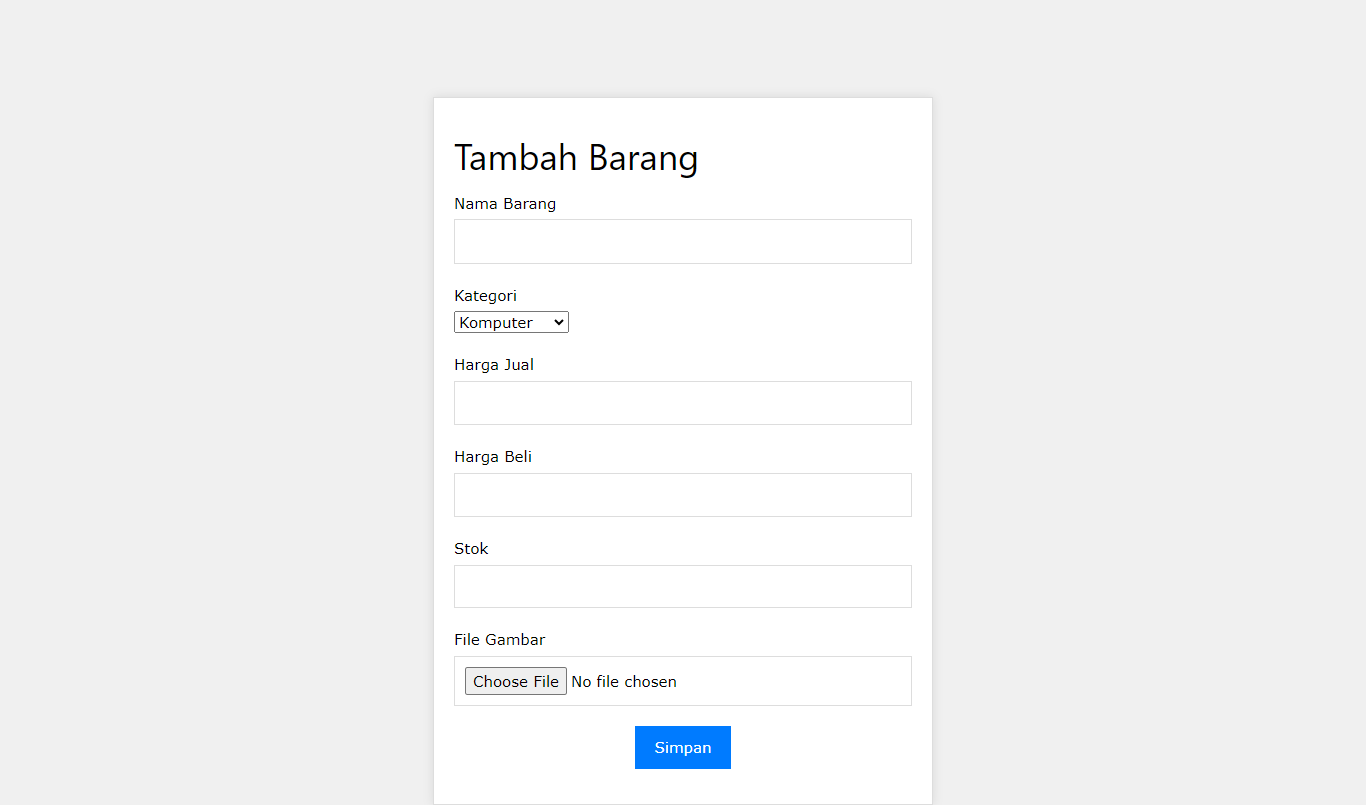 Tambah Barang
Nama Barang
Kategori
Komputer
Harga Jual
Harga Beli
Stok
File Gambar
Choose File No file chosen
Simpan